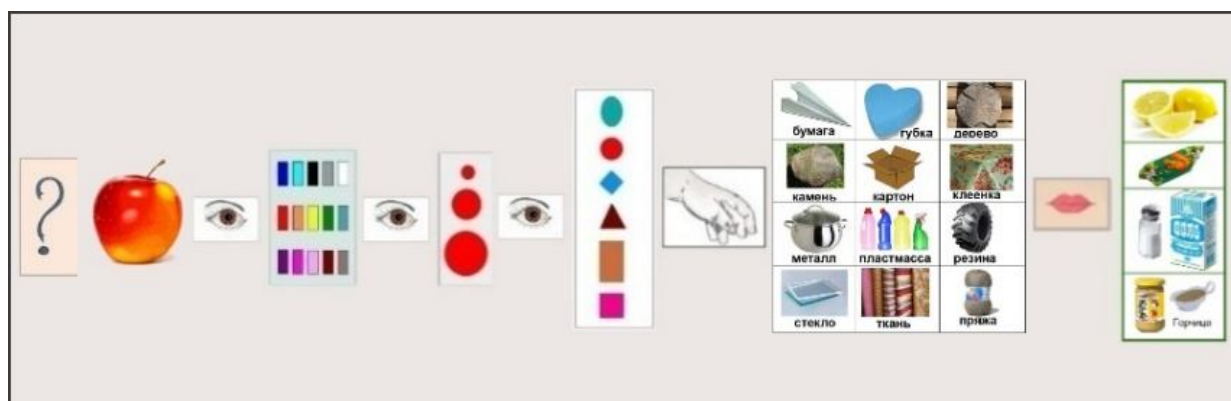 ?
бумага
губка
дерево
камень
картон
клеенка
металл
пластмасса
резина
стекло
ткань
пряжа
Горчица